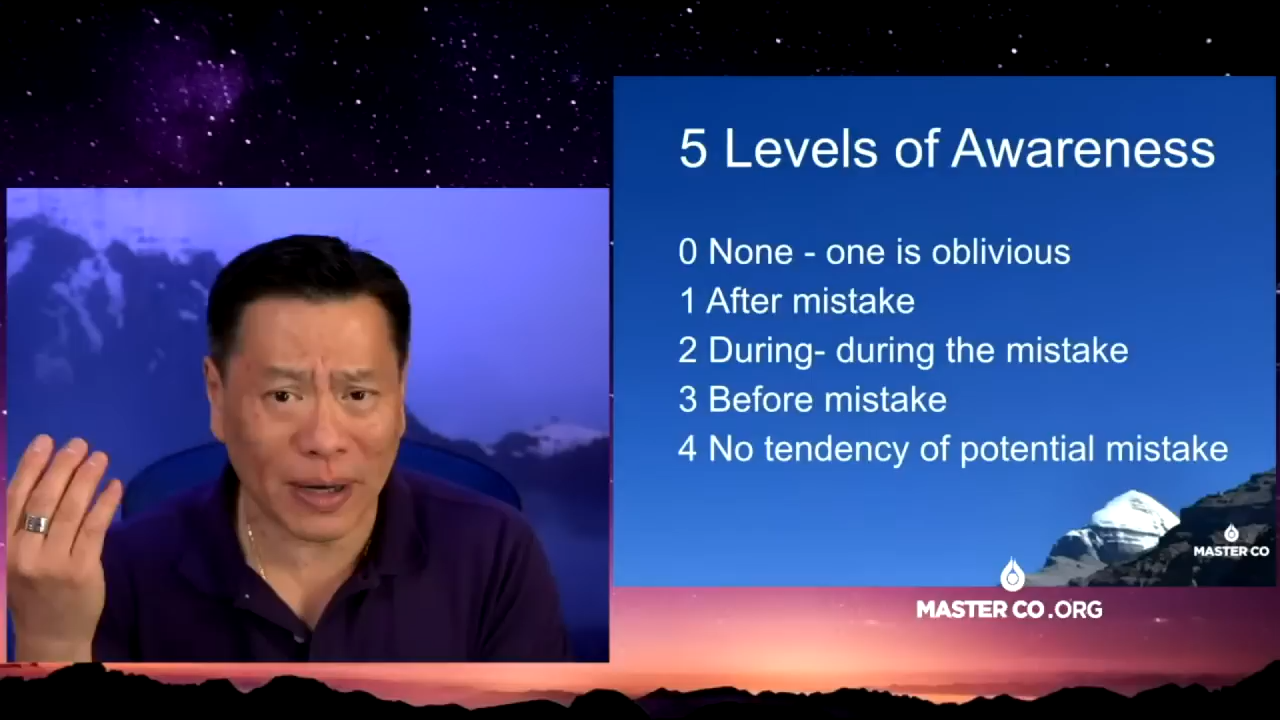 5 Levels of Awareness
0 None - one is oblivious
1 After mistake
2 During- during the mistake
3 Before mistake
4 No tendency of potential mistake
MASTER CO
MASTER CO.ORG